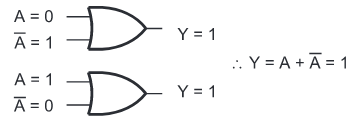 A = 0
A̅ = 1
Y = 1
∴ Y = A + A̅ = 1
A = 1
A̅ = 0
Y = 1